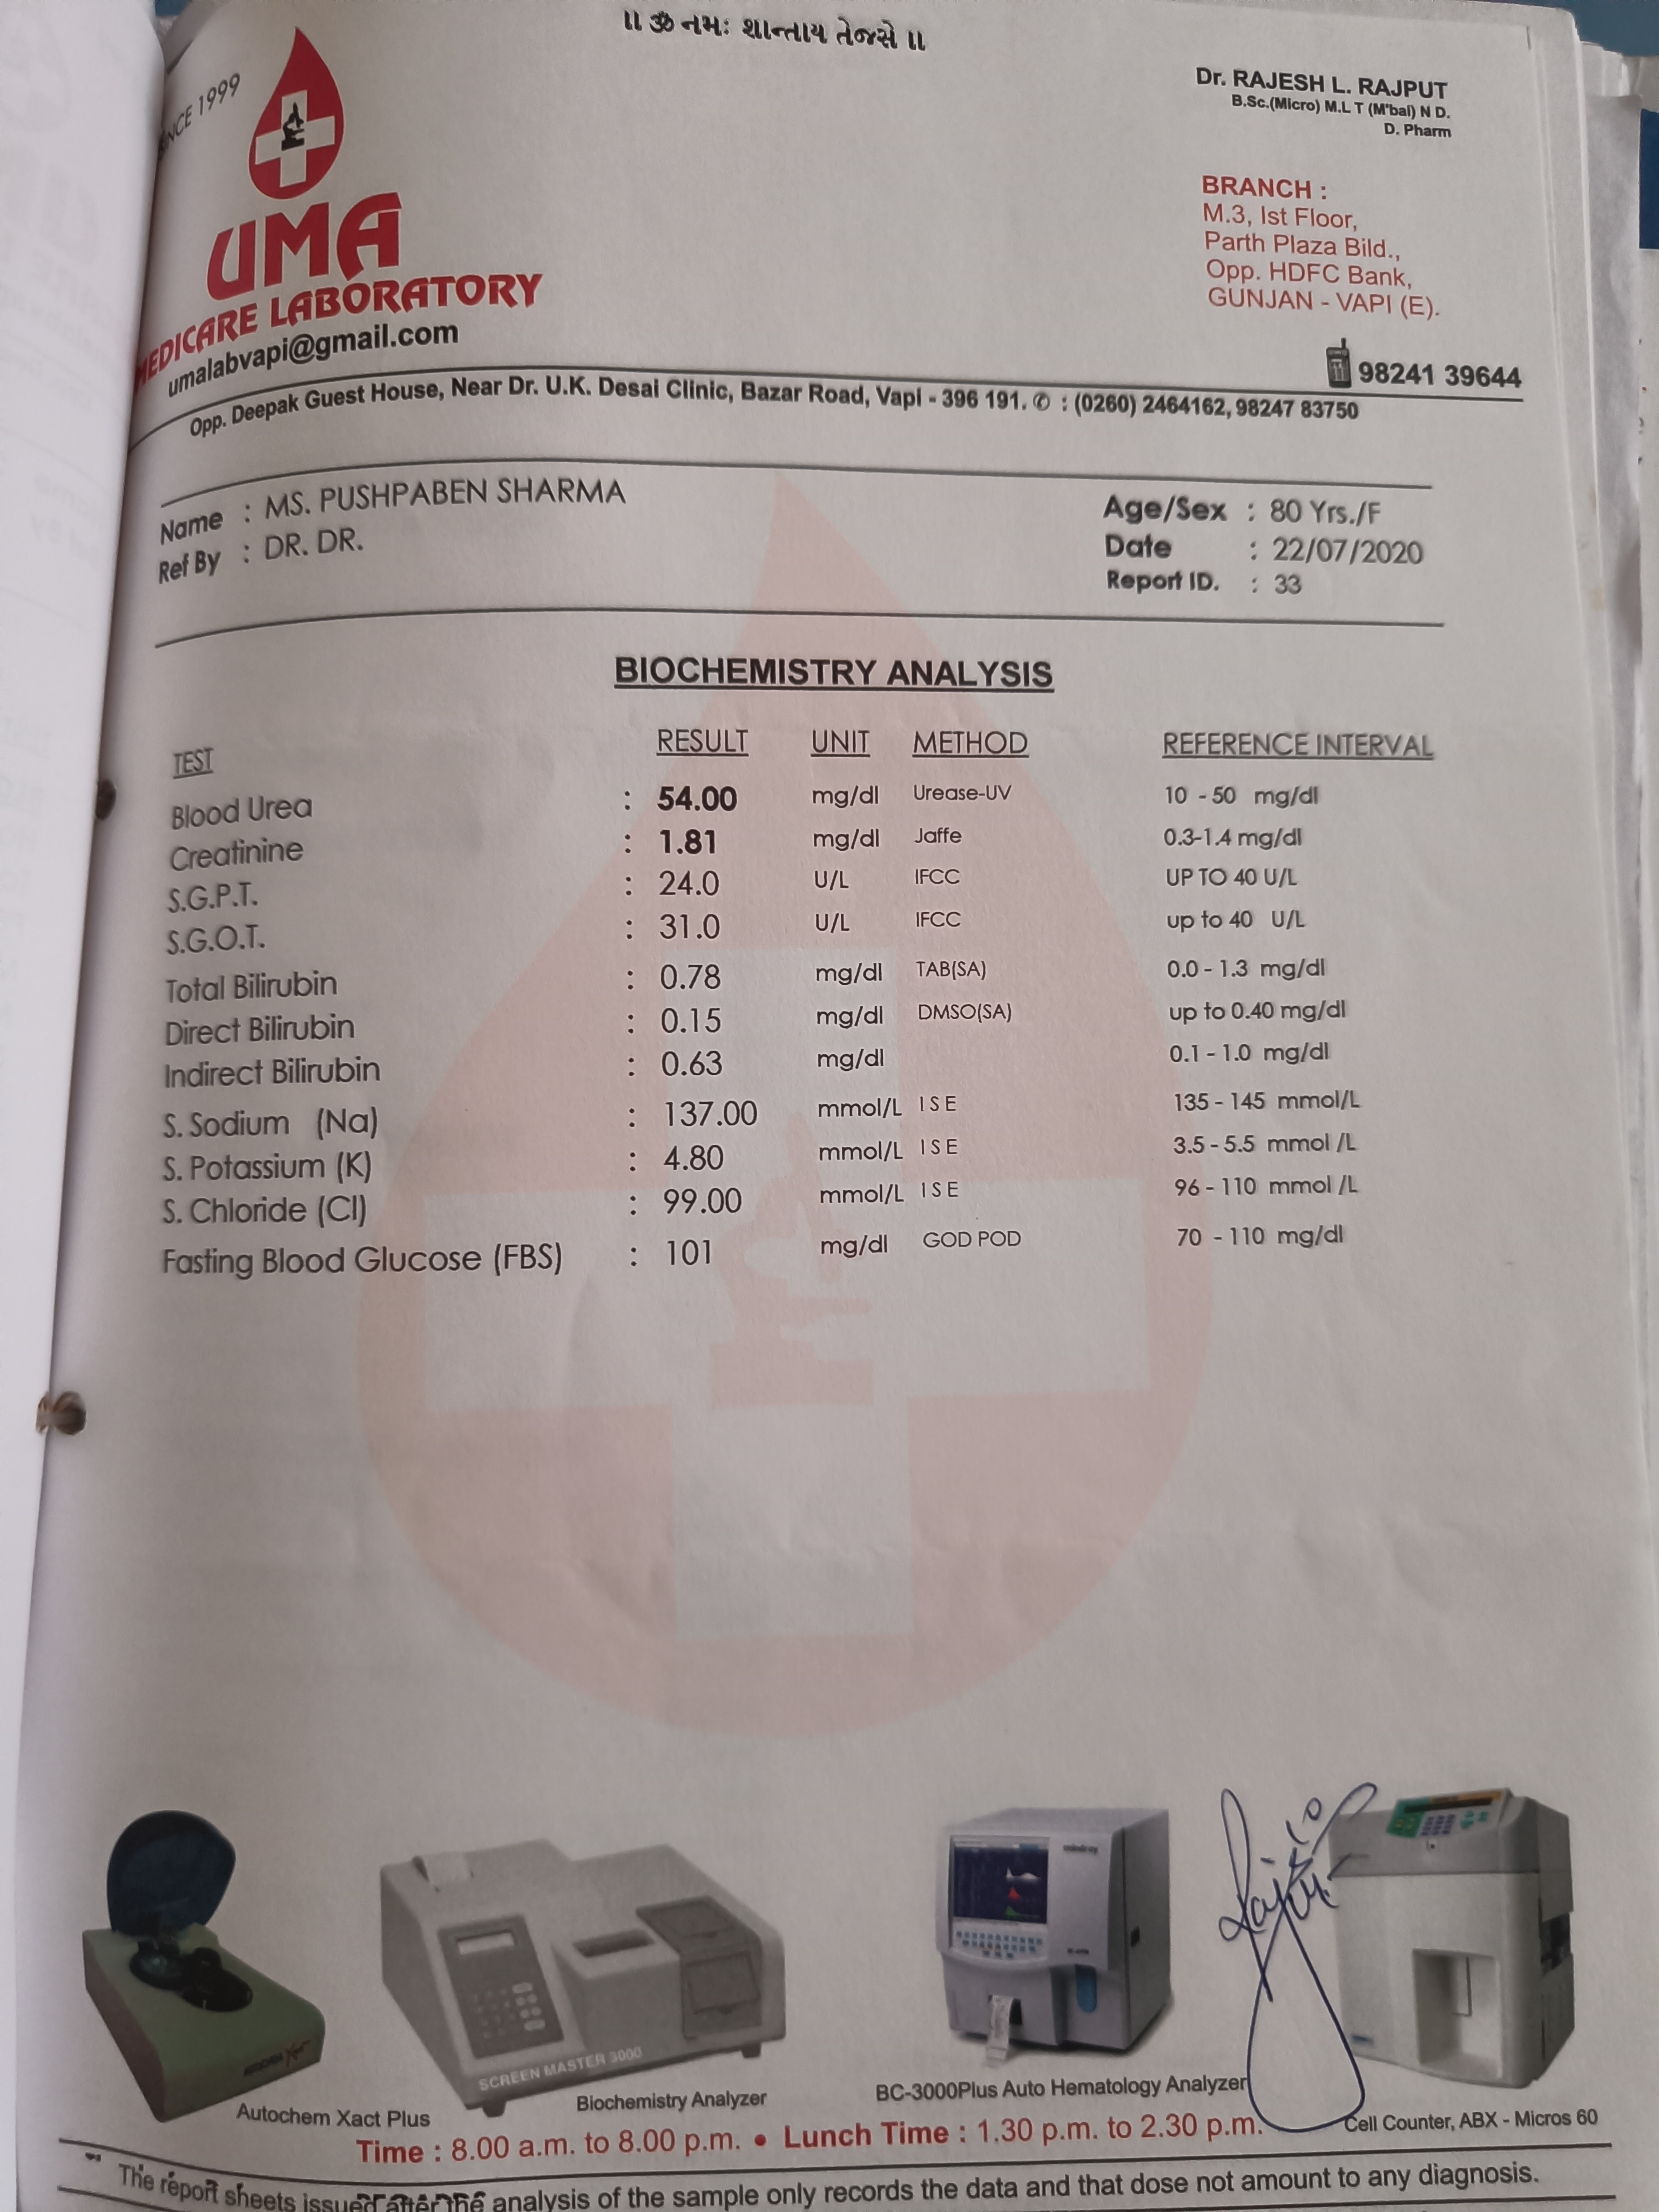 ॥ ૐ નમઃ શાન્તાય તેજસે ॥
SINCE 1999
UMA
MEDICARE LABORATORY
umalabvapi@gmail.com
Dr. RAJESH L. RAJPUT
B.Sc.(Micro) M.L T (M'bai) N D.
D. Pharm
BRANCH :
M.3, Ist Floor,
Parth Plaza Bild.,
Opp. HDFC Bank,
GUNJAN - VAPI (E).
98241 39644
Opp. Deepak Guest House, Near Dr. U.K. Desai Clinic, Bazar Road, Vapi - 396 191. ✆ : (0260) 2464162, 98247 83750
Name : MS. PUSHPABEN SHARMA
Ref By : DR. DR.
Age/Sex : 80 Yrs./F
Date : 22/07/2020
Report ID. : 33
BIOCHEMISTRY ANALYSIS
TEST RESULT UNIT METHOD REFERENCE INTERVAL
Blood Urea : 54.00 mg/dl Urease-UV 10 - 50 mg/dl
Creatinine : 1.81 mg/dl Jaffe 0.3-1.4 mg/dl
S.G.P.T. : 24.0 U/L IFCC UP TO 40 U/L
S.G.O.T. : 31.0 U/L IFCC up to 40 U/L
Total Bilirubin : 0.78 mg/dl TAB(SA) 0.0 - 1.3 mg/dl
Direct Bilirubin : 0.15 mg/dl DMSO(SA) up to 0.40 mg/dl
Indirect Bilirubin : 0.63 mg/dl 0.1 - 1.0 mg/dl
S. Sodium (Na) : 137.00 mmol/L I S E 135 - 145 mmol/L
S. Potassium (K) : 4.80 mmol/L I S E 3.5 - 5.5 mmol /L
S. Chloride (Cl) : 99.00 mmol/L I S E 96 - 110 mmol /L
Fasting Blood Glucose (FBS) : 101 mg/dl GOD POD 70 - 110 mg/dl
mindray
SCREEN MASTER 3000
Autochem Xact Plus
Biochemistry Analyzer
BC-3000Plus Auto Hematology Analyzer
Cell Counter, ABX - Micros 60
Time : 8.00 a.m. to 8.00 p.m. • Lunch Time : 1.30 p.m. to 2.30 p.m.
The report sheets issued after the analysis of the sample only records the data and that dose not amount to any diagnosis.